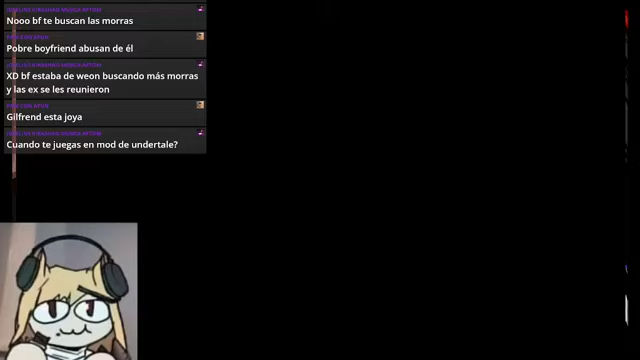 Nooo bf te buscan las morras
Pobre boyfriend abusan de él
XD bf estaba de weon buscando más morras
y las ex se les reunieron
Gilfrend esta joya
Cuando te juegas en mod de undertale?